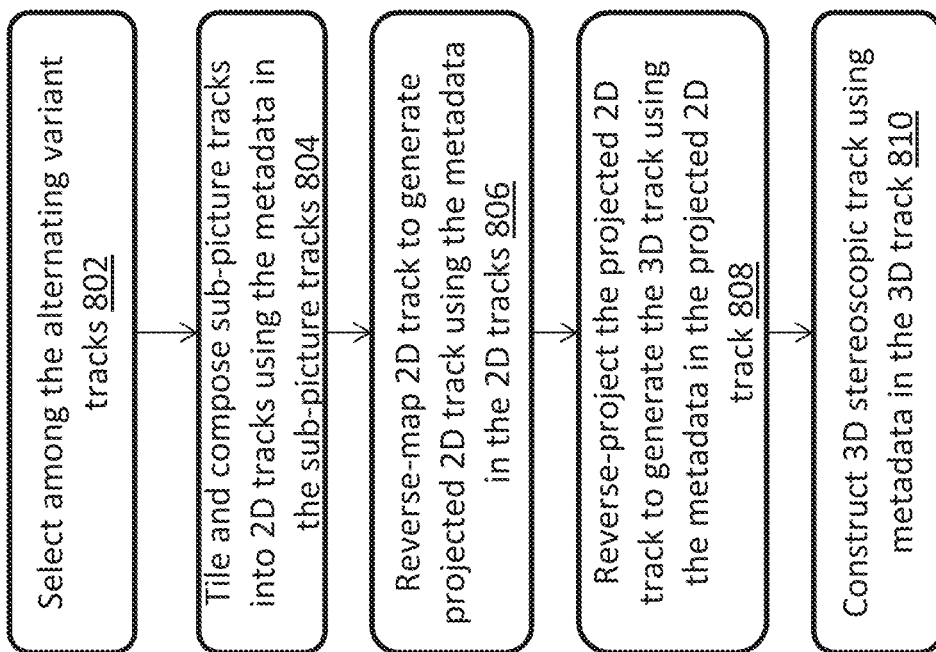 Select among the alternating variant
tracks 802
Tile and compose sub-picture tracks
into 2D tracks using the metadata in
the sub-picture tracks 804
Reverse-map 2D track to generate
projected 2D track using the metadata
in the 2D tracks 806
Reverse-project the projected 2D
track to generate the 3D track using
the metadata in the projected 2D
track 808
Construct 3D stereoscopic track using
metadata in the 3D track 810